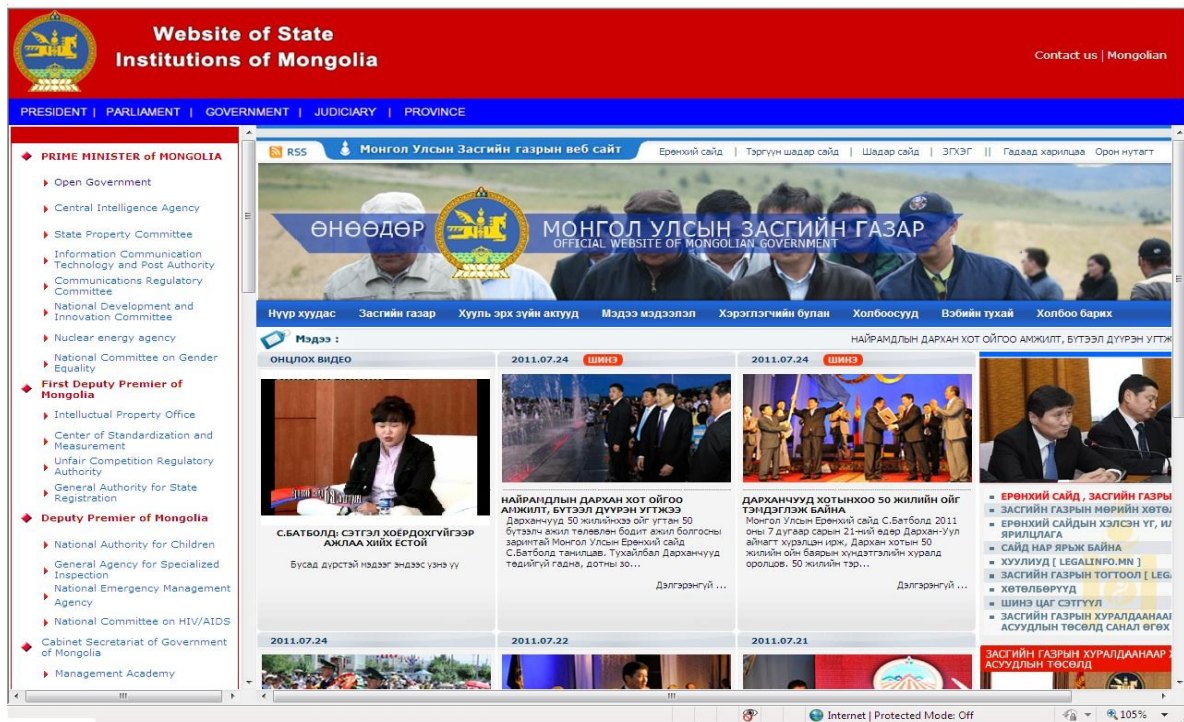 Website of State
Institutions of Mongolia
Contact us | Mongolian
PRESIDENT | PARLIAMENT | GOVERNMENT | JUDICIARY | PROVINCE
PRIME MINISTER of MONGOLIA
Open Government
Central Intelligence Agency
State Property Committee
Information Communication
Technology and Post Authority
Communications Regulatory
Committee
National Development and
Innovation Committee
Nuclear energy agency
National Committee on Gender
Equality
First Deputy Premier of
Mongolia
Intelluctual Property Office
Center of Standardization and
Measurement
Unfair Competition Regulatory
Authority
General Authority for State
Registration
Deputy Premier of Mongolia
National Authority for Children
General Agency for Specialized
Inspection
National Emergency Management
Agency
National Committee on HIV/AIDS
Cabinet Secretariat of Government
of Mongolia
Management Academy
RSS
Монгол Улсын Засгийн газрын веб сайт
Ерөнхий сайд | Тэргүүн шадар сайд | Шадар сайд | ЗГХЭГ || Гадаад харилцаа Орон нутагт
ӨНӨӨДӨР
МОНГОЛ УЛСЫН ЗАСГИЙН ГАЗАР
OFFICIAL WEBSITE OF MONGOLIAN GOVERNMENT
Нүүр хуудас Засгийн газар Хууль эрх зүйн актууд Мэдээ мэдээлэл Хэрэглэгчийн булан Холбоосууд Вэбийн тухай Холбоо барих
Мэдээ :
НАЙРАМДЛЫН ДАРХАН ХОТ ОЙГОО АМЖИЛТ, БҮТЭЭЛ ДҮҮРЭН УГТЖ
ОНЦЛОХ ВИДЕО
С.БАТБОЛД: СЭТГЭЛ ХОЁРДОХГҮЙГЭЭР
АЖЛАА ХИЙХ ЁСТОЙ
Бусад дүрстэй мэдээг эндээс үзнэ үү
2011.07.24 ШИНЭ
НАЙРАМДЛЫН ДАРХАН ХОТ ОЙГОО
АМЖИЛТ, БҮТЭЭЛ ДҮҮРЭН УГТЖЭЭ
Дарханчууд 50 жилийнхээ ойг угтан 50
бүтээлч ажил төлөвлөн бодит ажил болгосны
заримтай Монгол Улсын Ерөнхий сайд
С.Батболд танилцав. Тухайлбал Дарханчууд
төдийгүй гадна, дотны зо...
Дэлгэрэнгүй ...
2011.07.24 ШИНЭ
ДАРХАНЧУУД ХОТЫНХОО 50 ЖИЛИЙН ОЙГ
ТЭМДЭГЛЭЖ БАЙНА
Монгол Улсын Ерөнхий сайд С.Батболд 2011
оны 7 дугаар сарын 21-ний өдөр Дархан-Уул
аймагт хүрэлцэн ирж, Дархан хотын 50
жилийн ойн баярын хүндэтгэлийн хуралд
оролцов. 50 жилийн тэр...
Дэлгэрэнгүй ...
ЕРӨНХИЙ САЙД , ЗАСГИЙН ГАЗРЫ
ЗАСГИЙН ГАЗРЫН МӨРИЙН ХӨТӨ
ЕРӨНХИЙ САЙДЫН ХЭЛСЭН ҮГ, ИЛ
ЯРИЛЦЛАГА
САЙД НАР ЯРЬЖ БАЙНА
ХУУЛИУД [ LEGALINFO.MN ]
ЗАСГИЙН ГАЗРЫН ТОГТООЛ [ LEG
ХӨТӨЛБӨРҮҮД
ШИНЭ ЦАГ СЭТГҮҮЛ
ЗАСГИЙН ГАЗРЫН ХУРАЛДААНААР
АСУУДЛЫН ТӨСӨЛД САНАЛ ӨГӨХ
ЗАСГИЙН ГАЗРЫН ХУРАЛДААНААР Х
АСУУДЛЫН ТӨСӨЛД
2011.07.24
2011.07.22
2011.07.21
Internet | Protected Mode: Off
105%